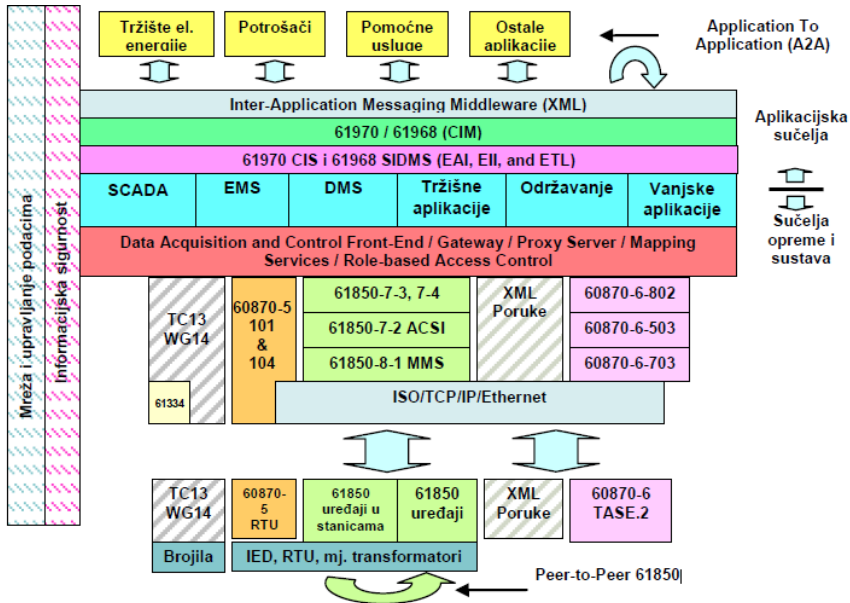 Tržište el.
energije
Potrošači
Pomoćne
usluge
Ostale
aplikacije
Application To
Application (A2A)
Inter-Application Messaging Middleware (XML)
61970 / 61968 (CIM)
61970 CIS i 61968 SIDMS (EAI, EII, and ETL)
Aplikacijska
sučelja
SCADA
EMS
DMS
Tržišne
aplikacije
Održavanje
Vanjske
aplikacije
Sučelja
opreme i
sustava
Data Acquisition and Control Front-End / Gateway / Proxy Server / Mapping
Services / Role-based Access Control
Mreža i upravljanje podacima
Informacijska sigurnost
TC13
WG14
61334
60870-5
101
&
104
61850-7-3, 7-4
61850-7-2 ACSI
61850-8-1 MMS
XML
Poruke
60870-6-802
60870-6-503
60870-6-703
ISO/TCP/IP/Ethernet
TC13
WG14
60870-
5
RTU
61850
uređaji u
stanicama
61850
uređaji
XML
Poruke
60870-6
TASE.2
Brojila
IED, RTU, mj. transformatori
Peer-to-Peer 61850